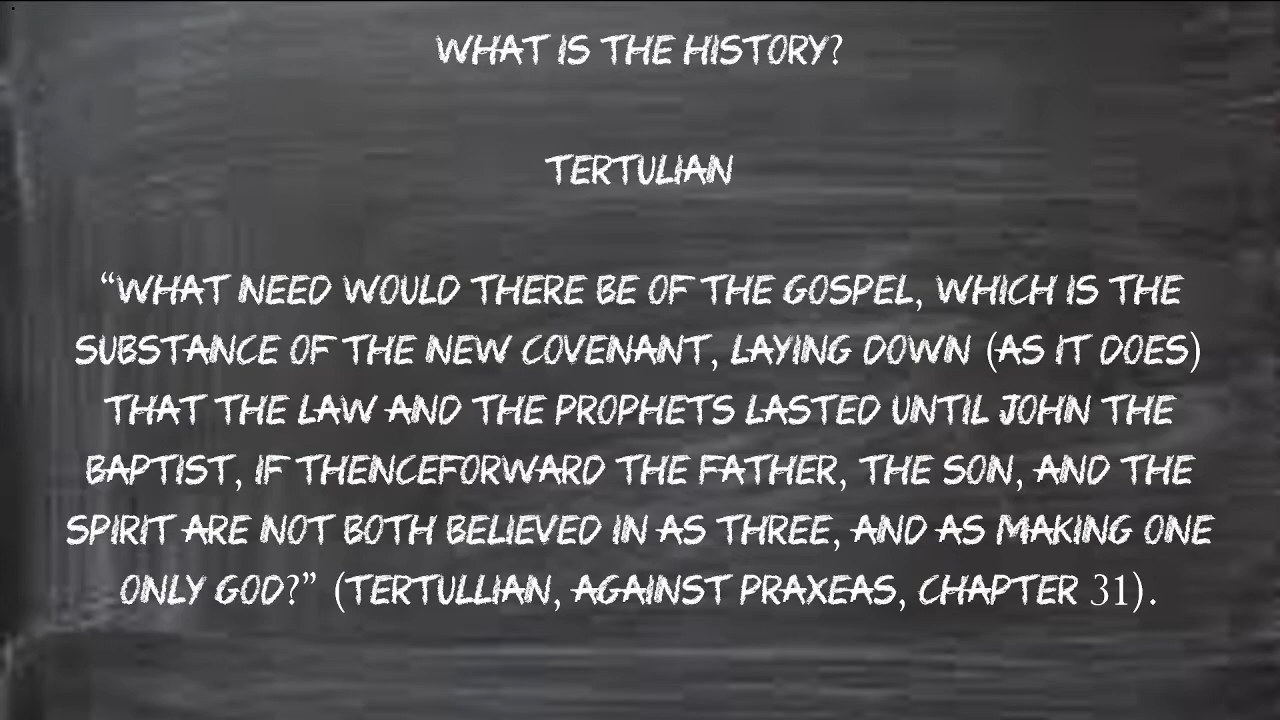 WHAT IS THE HISTORY?
TERTULIAN
“WHAT NEED WOULD THERE BE OF THE GOSPEL, WHICH IS THE
SUBSTANCE OF THE NEW COVENANT, LAYING DOWN (AS IT DOES)
THAT THE LAW AND THE PROPHETS LASTED UNTIL JOHN THE
BAPTIST, IF THENCEFORWARD THE FATHER, THE SON, AND THE
SPIRIT ARE NOT BOTH BELIEVED IN AS THREE, AND AS MAKING ONE
ONLY GOD?” (TERTULLIAN, AGAINST PRAXEAS, CHAPTER 31).